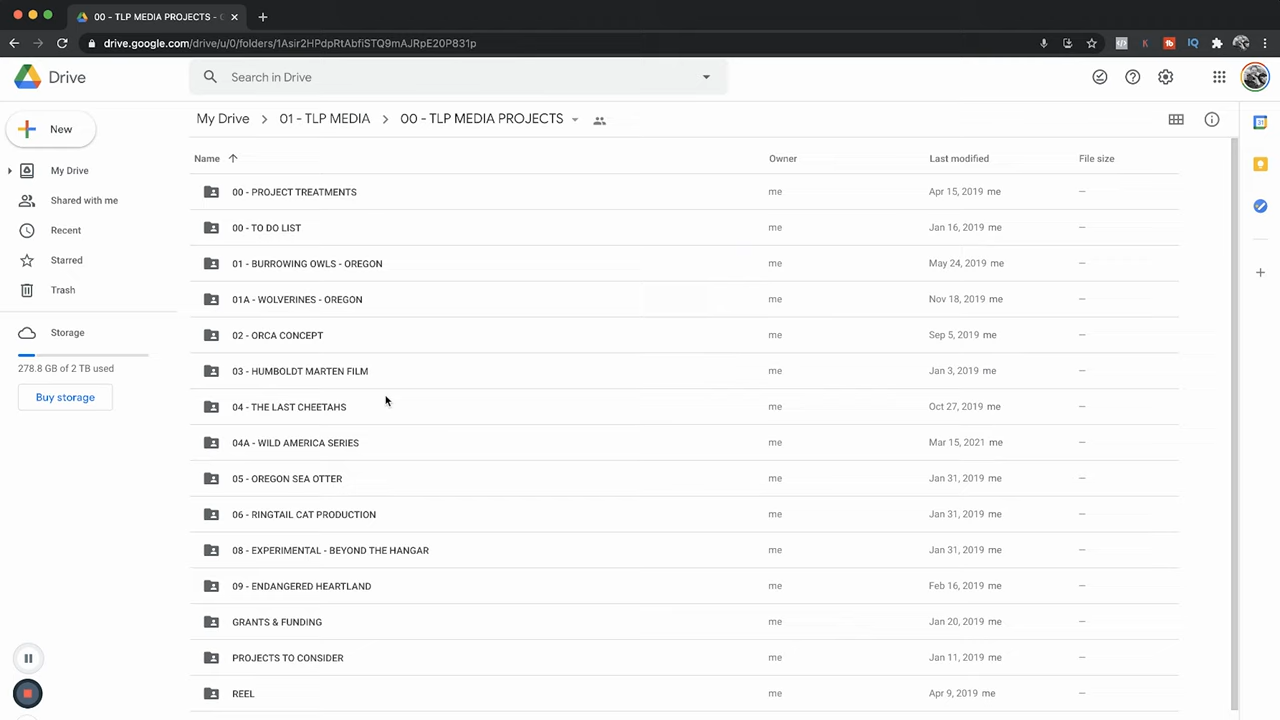 00 - TLP MEDIA PROJECTS -
drive.google.com/drive/u/0/folders/1Asir2HPdpRtAbfiSTQ9mAJRpE20P831p
Drive
Search in Drive
New
My Drive
Shared with me
Recent
Starred
Trash
Storage
278.8 GB of 2 TB used
Buy storage
My Drive > 01 - TLP MEDIA > 00 - TLP MEDIA PROJECTS
Name Owner Last modified File size
00 - PROJECT TREATMENTS me Apr 15, 2019 me –
00 - TO DO LIST me Jan 16, 2019 me –
01 - BURROWING OWLS - OREGON me May 24, 2019 me –
01A - WOLVERINES - OREGON me Nov 18, 2019 me –
02 - ORCA CONCEPT me Sep 5, 2019 me –
03 - HUMBOLDT MARTEN FILM me Jan 3, 2019 me –
04 - THE LAST CHEETAHS me Oct 27, 2019 me –
04A - WILD AMERICA SERIES me Mar 15, 2021 me –
05 - OREGON SEA OTTER me Jan 31, 2019 me –
06 - RINGTAIL CAT PRODUCTION me Jan 31, 2019 me –
08 - EXPERIMENTAL - BEYOND THE HANGAR me Jan 31, 2019 me –
09 - ENDANGERED HEARTLAND me Feb 16, 2019 me –
GRANTS & FUNDING me Jan 20, 2019 me –
PROJECTS TO CONSIDER me Jan 11, 2019 me –
REEL me Apr 9, 2019 me –